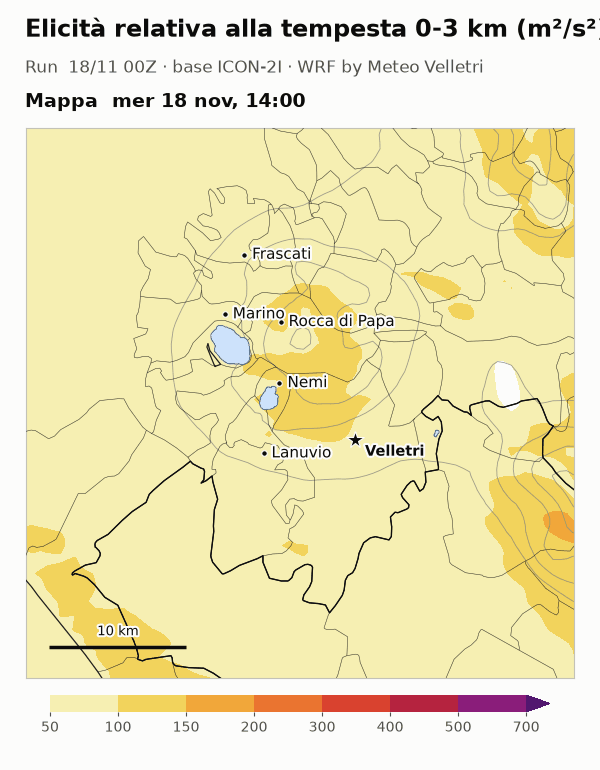 Elicità relativa alla tempesta 0-3 km (m²/s²)
Run 18/11 00Z · base ICON-2I · WRF by Meteo Velletri
Mappa mer 18 nov, 14:00
Frascati
Marino
Rocca di Papa
Nemi
Velletri
Lanuvio
10 km
50 100 150 200 300 400 500 700